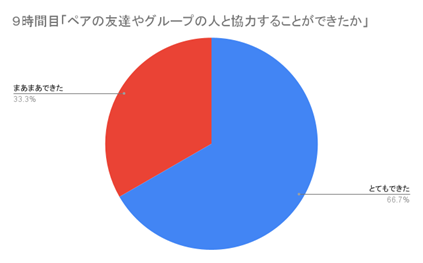 ９時間目「ペアの友達やグループの人と協力することができたか」
まあまあできた
33.3%
とてもできた
66.7%